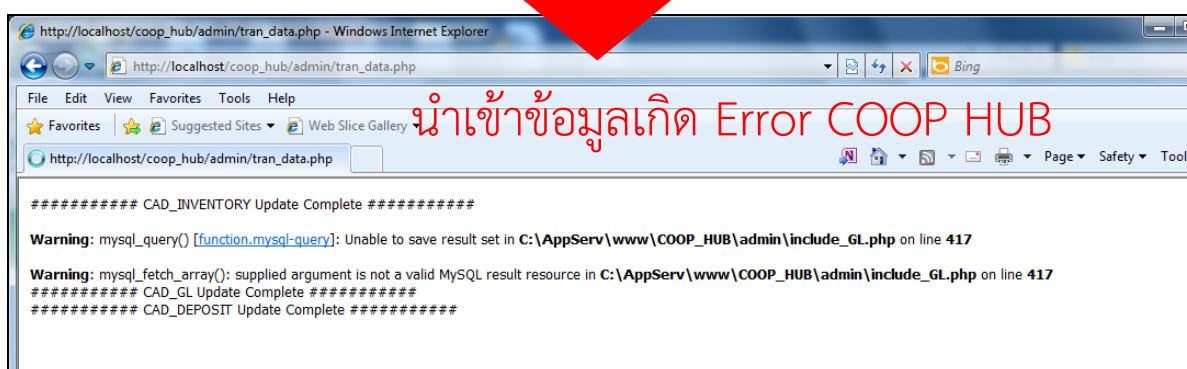 http://localhost/coop_hub/admin/tran_data.php - Windows Internet Explorer
http://localhost/coop_hub/admin/tran_data.php
Bing
File Edit View Favorites Tools Help
นำเข้าข้อมูลเกิด Error COOP HUB
Favorites Suggested Sites Web Slice Gallery
http://localhost/coop_hub/admin/tran_data.php
Page Safety Tool
########### CAD_INVENTORY Update Complete ###########
Warning: mysql_query() [function.mysql-query]: Unable to save result set in C:\AppServ\www\COOP_HUB\admin\include_GL.php on line 417
Warning: mysql_fetch_array(): supplied argument is not a valid MySQL result resource in C:\AppServ\www\COOP_HUB\admin\include_GL.php on line 417
########### CAD_GL Update Complete ###########
########### CAD_DEPOSIT Update Complete ###########